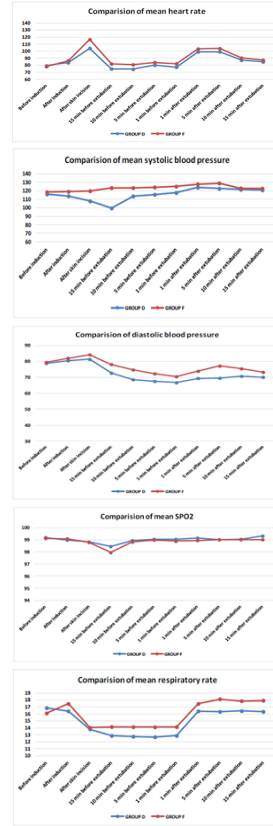 Comparision of mean heart rate
140
130
120
110
100
90
80
70
60
Before induction
After induction
After skin incision
15 min before extubation
10 min before extubation
5 min before extubation
1 min before extubation
1 min after extubation
5 min after extubation
10 min after extubation
15 min after extubation
GROUP D GROUP F
Comparision of mean systolic blood pressure
140
130
120
110
100
90
80
70
60
Before induction
After induction
After skin incision
15 min before extubation
10 min before extubation
5 min before extubation
1 min before extubation
1 min after extubation
5 min after extubation
10 min after extubation
15 min after extubation
GROUP D GROUP F
Comparision of diastolic blood pressure
90
80
70
60
50
40
30
Before induction
After induction
After skin incision
15 min before extubation
10 min before extubation
5 min before extubation
1 min before extubation
1 min after extubation
5 min after extubation
10 min after extubation
15 min after extubation
GROUP D GROUP F
Comparision of mean SPO2
100
99
98
97
96
95
94
Before induction
After induction
After skin incision
15 min before extubation
10 min before extubation
5 min before extubation
1 min before extubation
1 min after extubation
5 min after extubation
10 min after extubation
15 min after extubation
GROUP D GROUP F
Comparision of mean respiratory rate
19
18
17
16
15
14
13
12
11
10
Before induction
After induction
After skin incision
15 min before extubation
10 min before extubation
5 min before extubation
1 min before extubation
1 min after extubation
5 min after extubation
10 min after extubation
15 min after extubation
GROUP D GROUP F